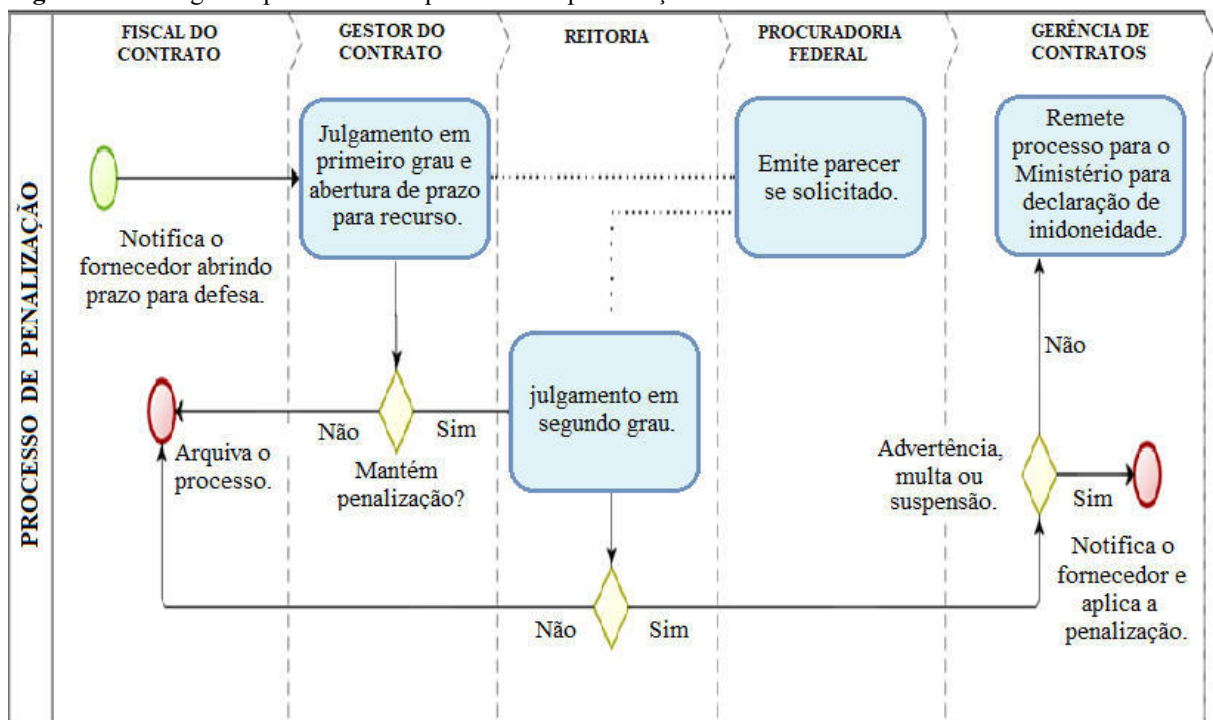 FISCAL DO
CONTRATO
GESTOR DO
CONTRATO
REITORIA
PROCURADORIA
FEDERAL
GERÊNCIA DE
CONTRATOS
PROCESSO DE PENALIZAÇÃO
Notifica o
fornecedor abrindo
prazo para defesa.
Julgamento em
primeiro grau e
abertura de prazo
para recurso.
Emite parecer
se solicitado.
Remete
processo para o
Ministério para
declaração de
inidoneidade.
Não
julgamento em
segundo grau.
Não
Sim
Arquiva o
processo.
Mantém
penalização?
Advertência,
multa ou
suspensão.
Sim
Notifica o
fornecedor e
aplica a
penalização.
Não
Sim